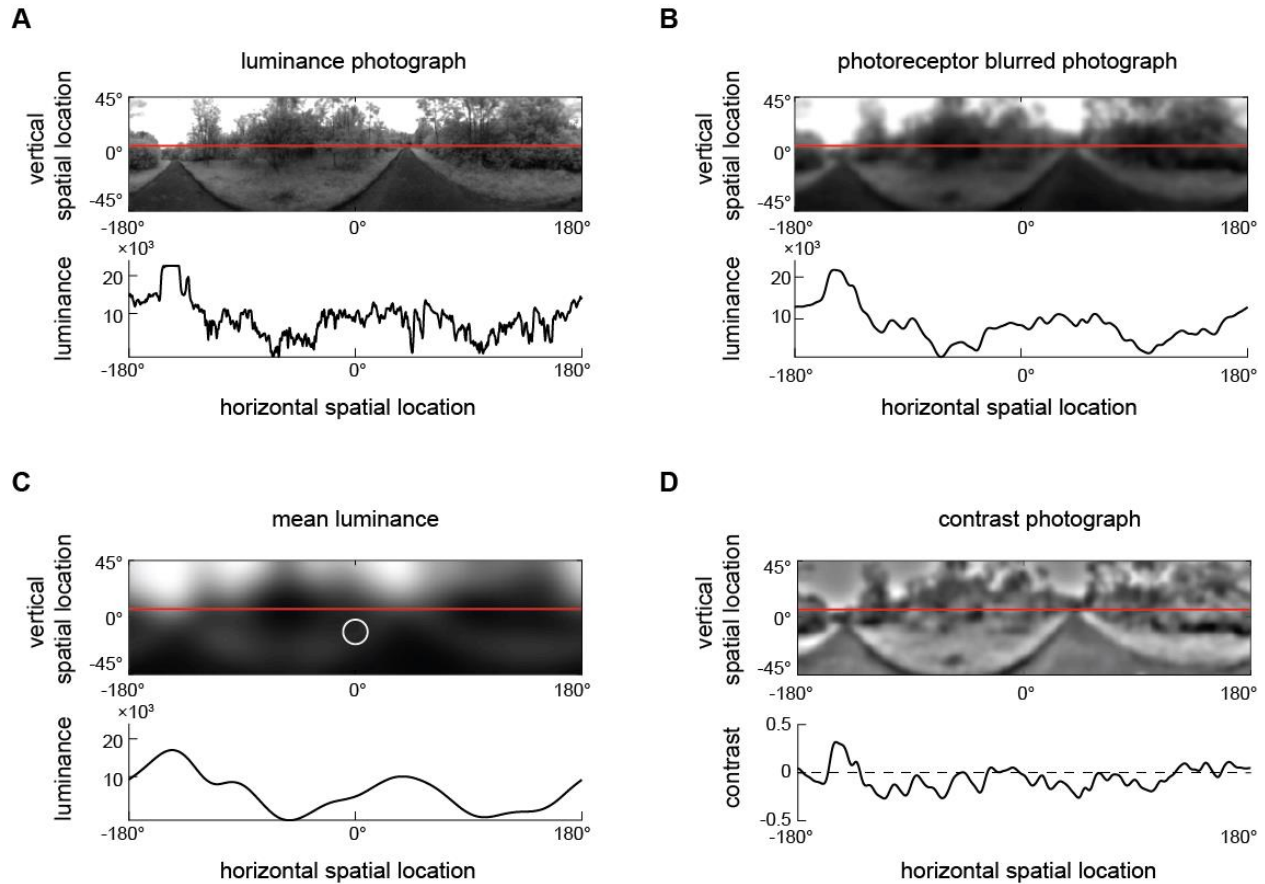 A
luminance photograph
vertical
spatial location
45°
0°
-45°
-180°
0°
180°
×10³
luminance
20
10
-180°
0°
180°
horizontal spatial location
B
photoreceptor blurred photograph
vertical
spatial location
45°
0°
-45°
-180°
0°
180°
×10³
luminance
20
10
-180°
0°
180°
horizontal spatial location
C
mean luminance
vertical
spatial location
45°
0°
-45°
-180°
0°
180°
×10³
luminance
20
10
-180°
0°
180°
horizontal spatial location
D
contrast photograph
vertical
spatial location
45°
0°
-45°
-180°
0°
180°
contrast
0.5
0
-0.5
-180°
180°
horizontal spatial location